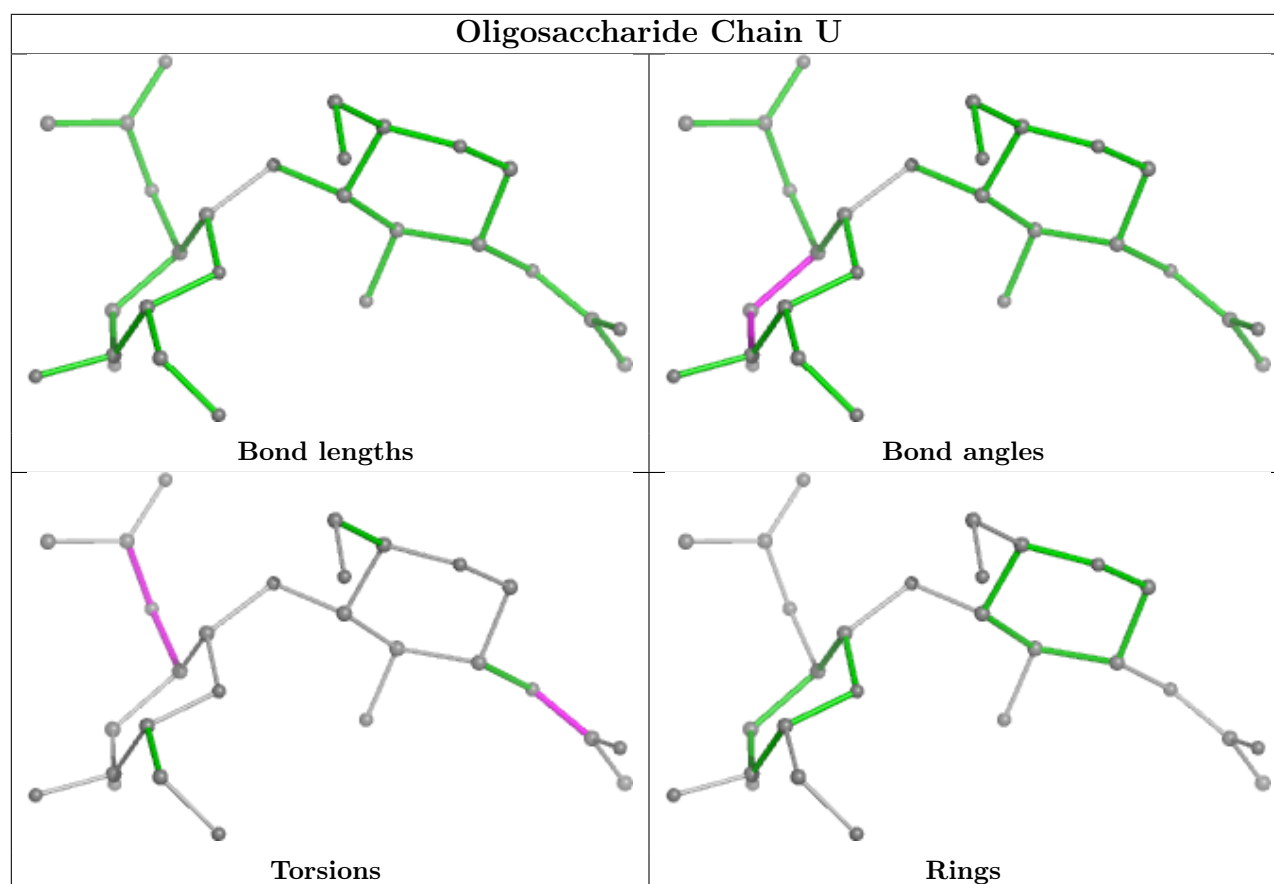 Oligosaccharide Chain U
Bond lengths
Bond angles
Torsions
Rings